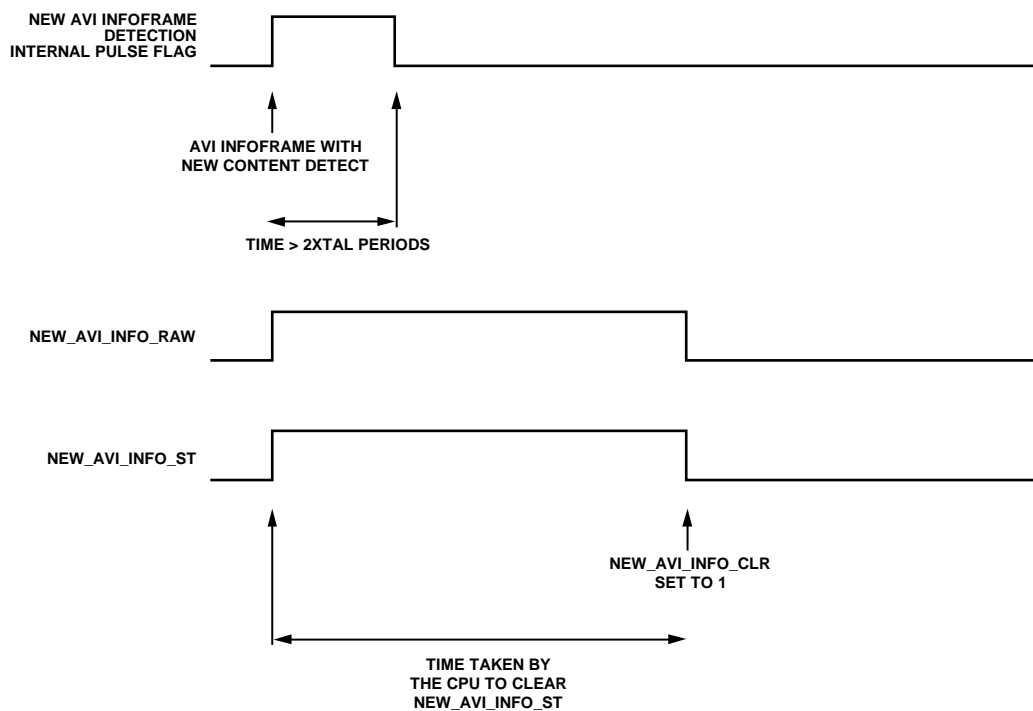 NEW AVI INFOFRAME
DETECTION
INTERNAL PULSE FLAG
AVI INFOFRAME WITH
NEW CONTENT DETECT
TIME > 2XTAL PERIODS
NEW_AVI_INFO_RAW
NEW_AVI_INFO_ST
NEW_AVI_INFO_CLR
SET TO 1
TIME TAKEN BY
THE CPU TO CLEAR
NEW_AVI_INFO_ST